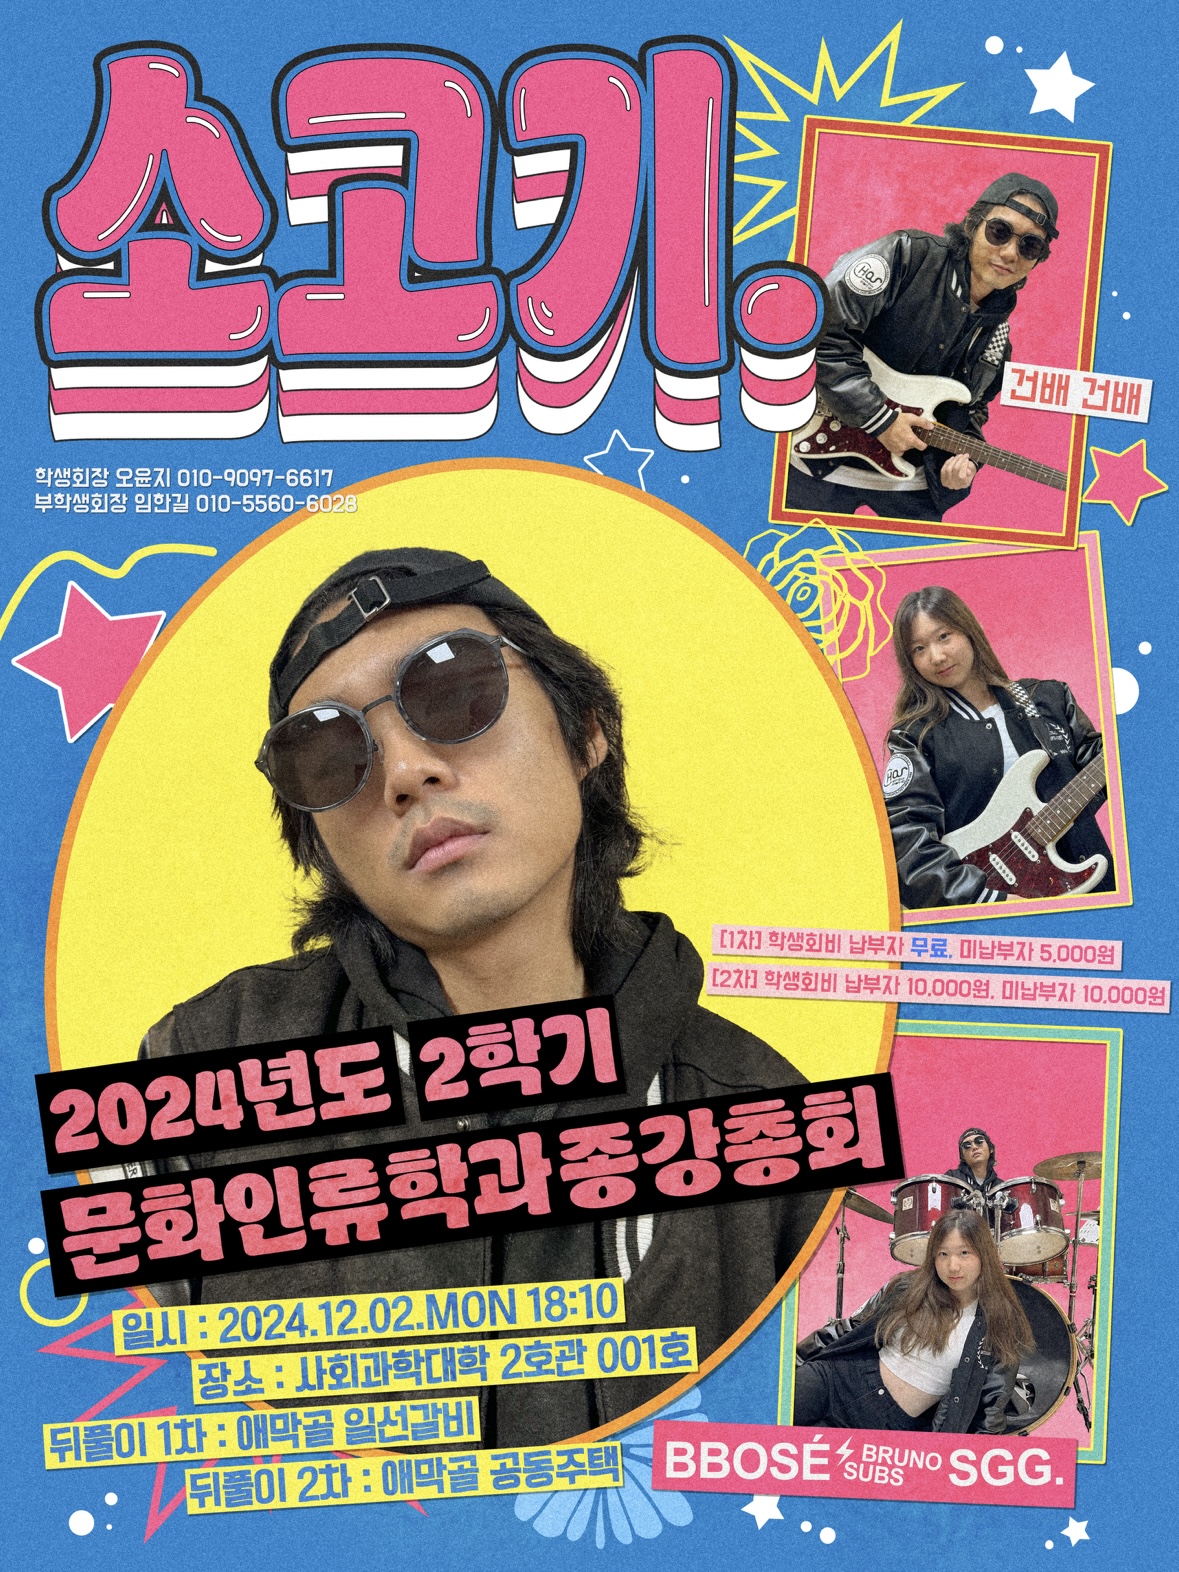 소코기.
건배 건배
학생회장 오윤지 010-9097-6617
부학생회장 임한길 010-5560-6028
[1차] 학생회비 납부자 무료, 미납부자 5,000원
[2차] 학생회비 납부자 10,000원, 미납부자 10,000원
2024년도 2학기
문화인류학과종강총회
일시 : 2024.12.02.MON 18:10
장소 : 사회과학대학 2호관 001호
뒤풀이 1차 : 애막골 일선갈비
뒤풀이 2차 : 애막골 공동주택
BBOSÉ BRUNO SUBS SGG.